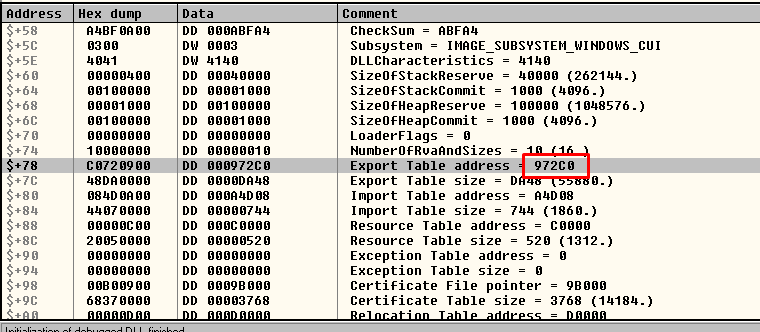 Address Hex dump Data Comment
$+58 A4BF0A00 DD 000ABFA4 CheckSum = ABFA4
$+5C 0300 DW 0003 Subsystem = IMAGE_SUBSYSTEM_WINDOWS_CUI
$+5E 4041 DW 4140 DLLCharacteristics = 4140
$+60 00000400 DD 00040000 SizeOfStackReserve = 40000 (262144.)
$+64 00100000 DD 00001000 SizeOfStackCommit = 1000 (4096.)
$+68 00001000 DD 00100000 SizeOfHeapReserve = 100000 (1048576.)
$+6C 00100000 DD 00001000 SizeOfHeapCommit = 1000 (4096.)
$+70 00000000 DD 00000000 LoaderFlags = 0
$+74 10000000 DD 00000010 NumberOfRvaAndSizes = 10 (16.)
$+78 C0720900 DD 000972C0 Export Table address = 972C0
$+7C 48DA0000 DD 0000DA48 Export Table size = DA48 (55880.)
$+80 084D0A00 DD 000A4D08 Import Table address = A4D08
$+84 44070000 DD 00000744 Import Table size = 744 (1860.)
$+88 00000C00 DD 000C0000 Resource Table address = C0000
$+8C 20050000 DD 00000520 Resource Table size = 520 (1312.)
$+90 00000000 DD 00000000 Exception Table address = 0
$+94 00000000 DD 00000000 Exception Table size = 0
$+98 00B00900 DD 0009B000 Certificate File pointer = 9B000
$+9C 68370000 DD 00003768 Certificate Table size = 3768 (14184.)
$+A0 00000D00 DD 000D0000 Relocation Table address = D0000
Initialization of debugged DLL finished